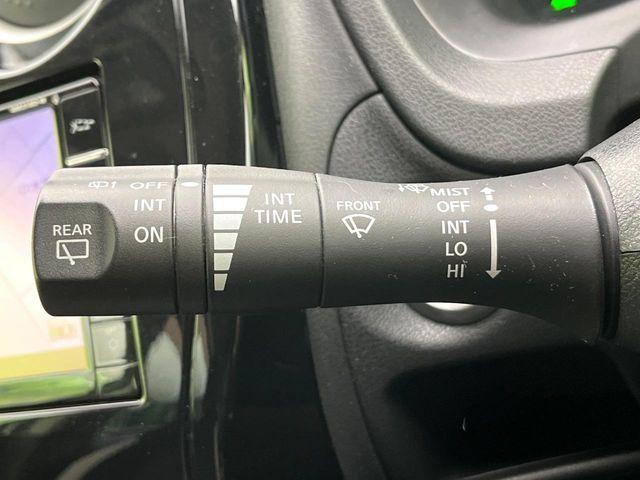 REAR
OFF
INT
ON
INT
TIME
FRONT
MIST
OFF
INT
LO
HI